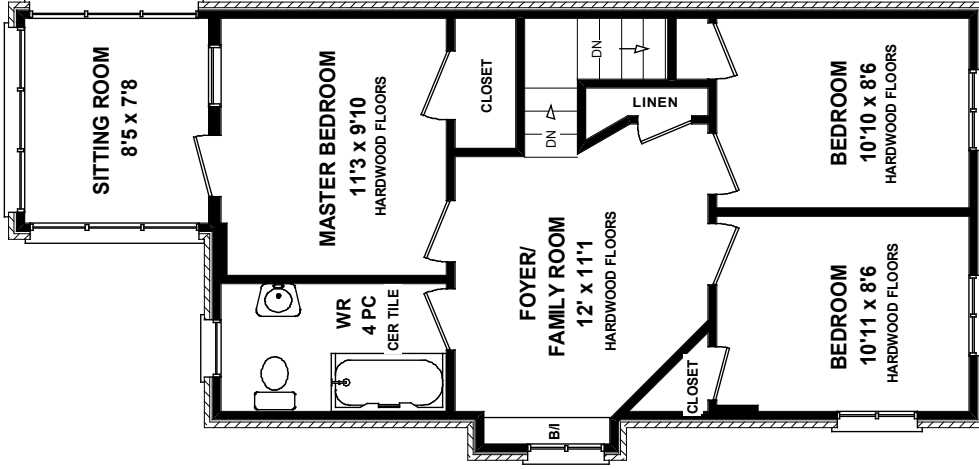 SITTING ROOM
8'5 x 7'8
MASTER BEDROOM
11'3 x 9'10
HARDWOOD FLOORS
CLOSET
DN
DN
LINEN
BEDROOM
10'10 x 8'6
HARDWOOD FLOORS
WR
4 PC
CER TILE
FOYER/
FAMILY ROOM
12' x 11'1
HARDWOOD FLOORS
B/I
CLOSET
BEDROOM
10'11 x 8'6
HARDWOOD FLOORS